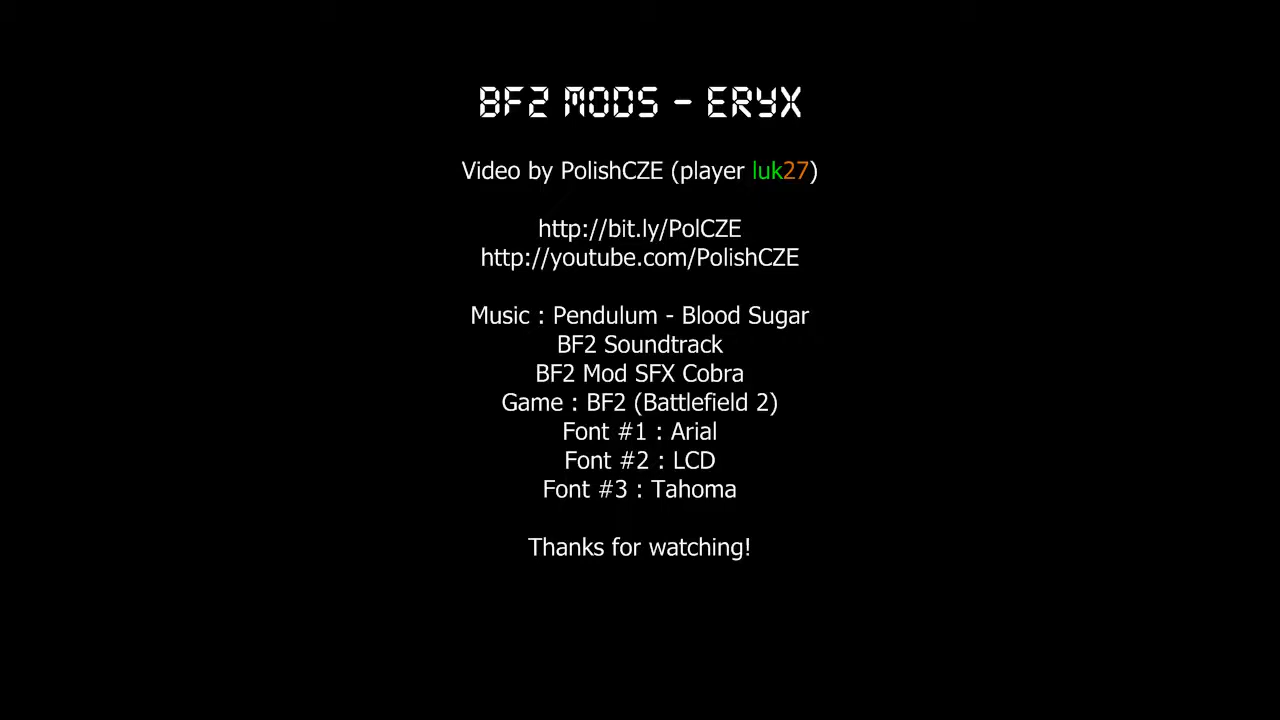 BF2 MODS - ERYX
Video by PolishCZE (player luk27)
http://bit.ly/PolCZE
http://youtube.com/PolishCZE
Music : Pendulum - Blood Sugar
BF2 Soundtrack
BF2 Mod SFX Cobra
Game : BF2 (Battlefield 2)
Font #1 : Arial
Font #2 : LCD
Font #3 : Tahoma
Thanks for watching!